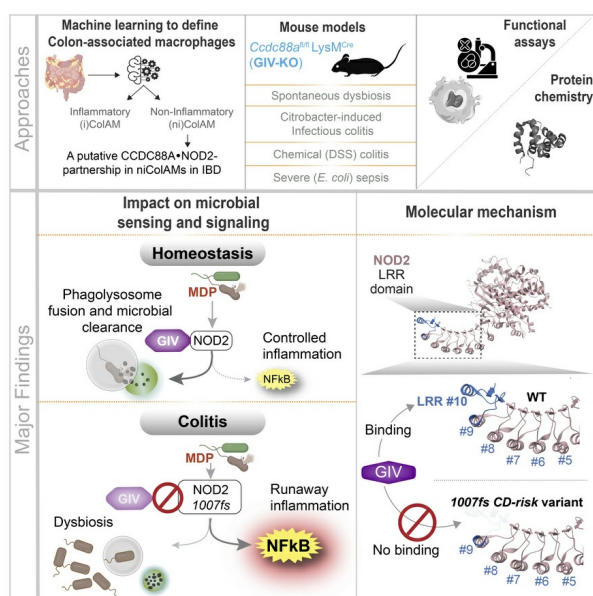 Approaches
Machine learning to define
Colon-associated macrophages
Inflammatory
(i)ColAM
Non-Inflammatory
(ni)ColAM
A putative CCDC88A•NOD2-
partnership in niColAMs in IBD
Mouse models
Ccdc88a^fl/fl LysM^Cre
(GIV-KO)
Spontaneous dysbiosis
Citrobacter-induced
Infectious colitis
Chemical (DSS) colitis
Severe (E. coli) sepsis
Functional
assays
Protein
chemistry
Major Findings
Impact on microbial
sensing and signaling
Homeostasis
MDP
Phagolysosome
fusion and microbial
clearance
GIV
NOD2
Controlled
inflammation
NFkB
Colitis
MDP
GIV
NOD2
1007fs
Runaway
inflammation
Dysbiosis
NFkB
Molecular mechanism
NOD2
LRR
domain
LRR #10
WT
#9
#8
#7
#6
#5
Binding
GIV
No binding
1007fs CD-risk variant
#9
#8
#7
#6
#5